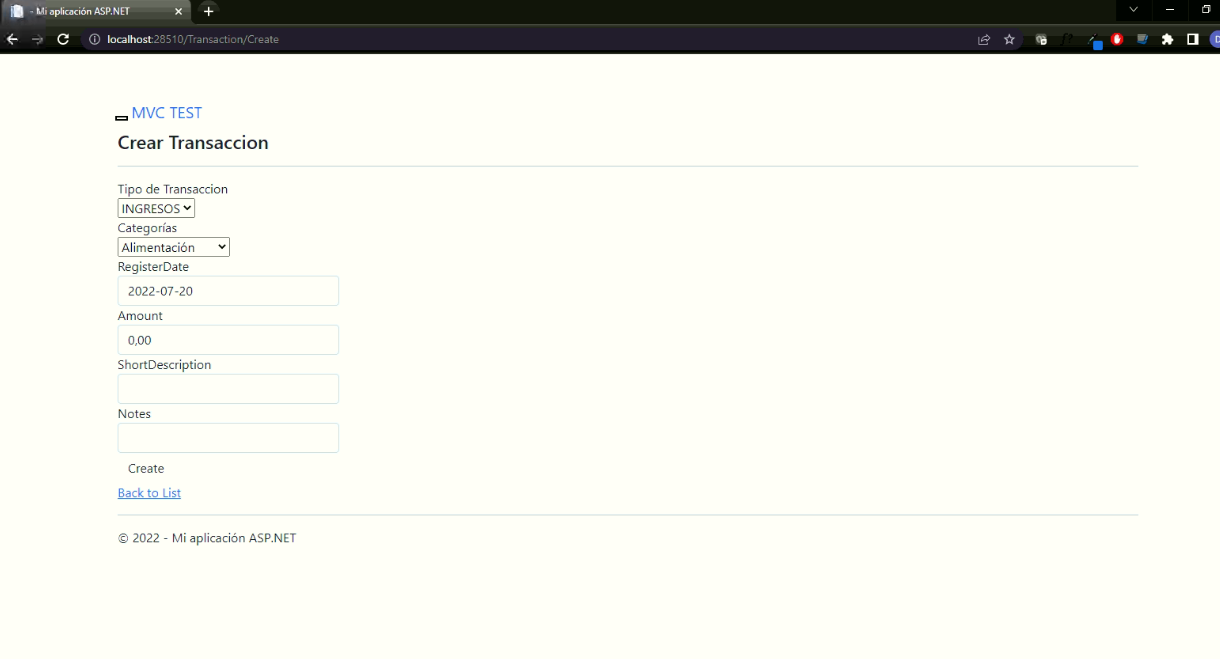 - Mi aplicación ASP.NET
localhost:28510/Transaction/Create
MVC TEST
Crear Transaccion
Tipo de Transaccion
INGRESOS
Categorías
Alimentación
RegisterDate
2022-07-20
Amount
0,00
ShortDescription
Notes
Create
Back to List
© 2022 - Mi aplicación ASP.NET